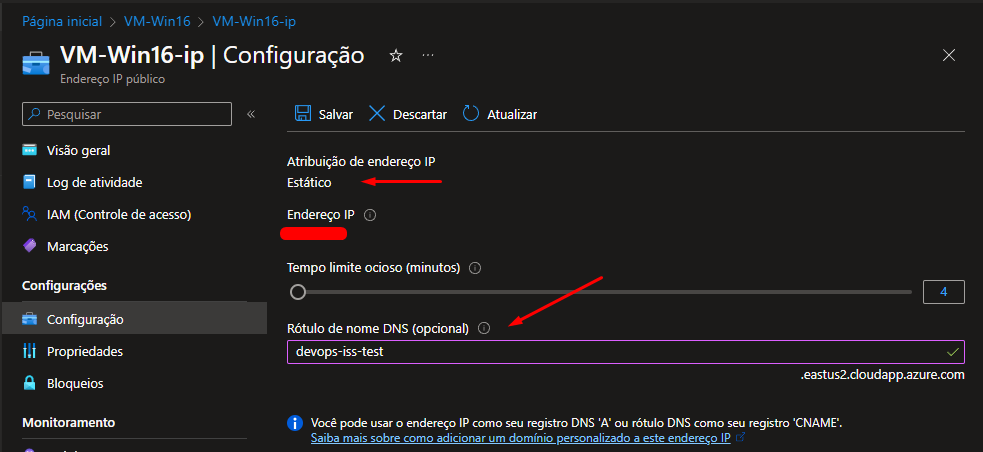 Página inicial > VM-Win16 > VM-Win16-ip
VM-Win16-ip | Configuração
Endereço IP público
Pesquisar
Salvar
Descartar
Atualizar
Visão geral
Log de atividade
IAM (Controle de acesso)
Marcações
Configurações
Configuração
Propriedades
Bloqueios
Monitoramento
Atribuição de endereço IP
Estático
Endereço IP
Tempo limite ocioso (minutos)
4
Rótulo de nome DNS (opcional)
devops-iss-test
.eastus2.cloudapp.azure.com
Você pode usar o endereço IP como seu registro DNS 'A' ou rótulo DNS como seu registro 'CNAME'.
Saiba mais sobre como adicionar um domínio personalizado a este endereço IP